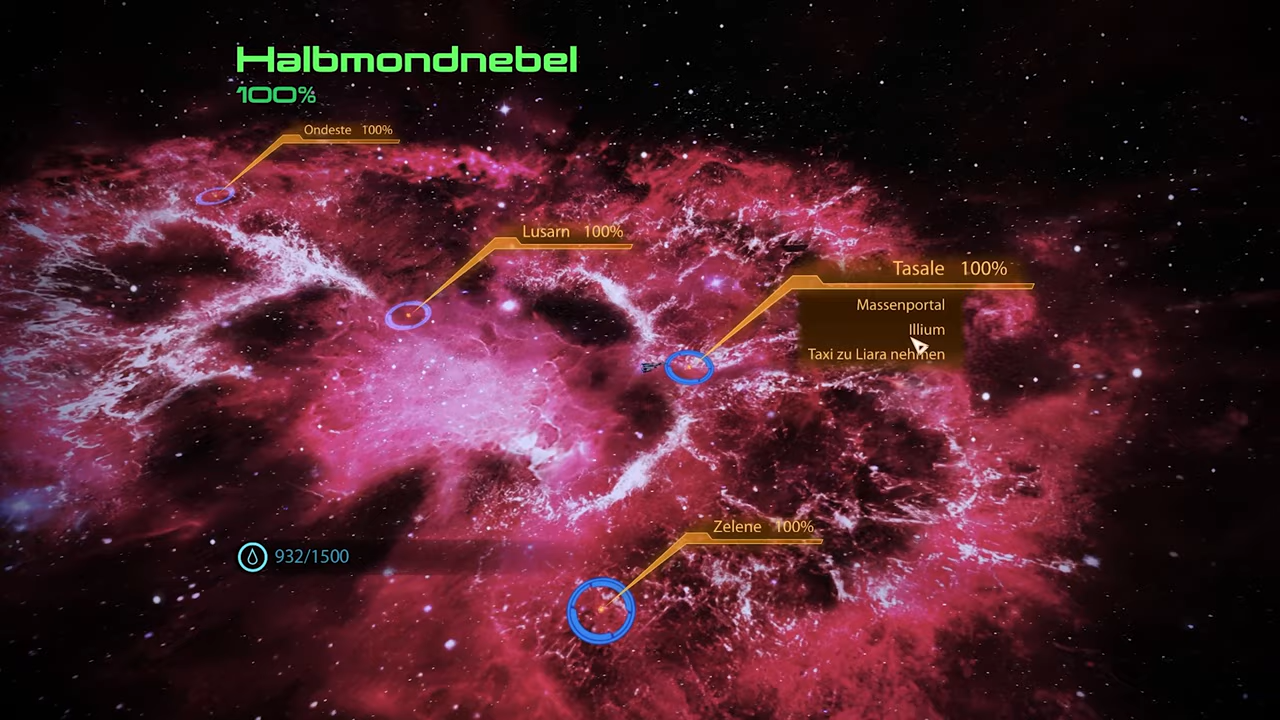 Halbmondnebel
100%
Ondeste 100%
Lusarn 100%
Tasale 100%
Massenportal
Illium
Taxi zu Liara nehmen
Zelene 100%
932/1500